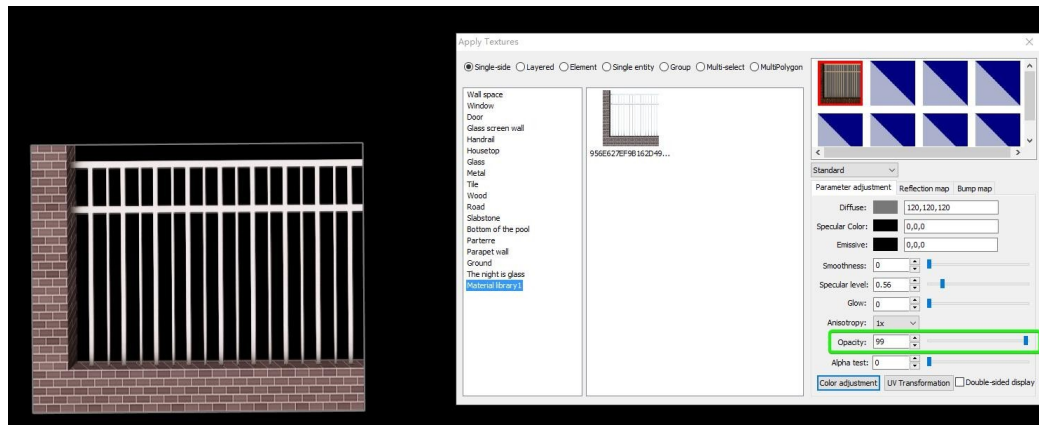 Apply Textures
Single-side Layered Element Single entity Group Multi-select MultiPolygon
Wall space
Window
Door
Glass screen wall
Handrail
Housetop
Glass
Metal
Tile
Wood
Road
Slabstone
Bottom of the pool
Parterre
Parapet wall
Ground
The night is glass
Material library1
956E627EF9B162D49...
Standard
Parameter adjustment Reflection map Bump map
Diffuse: 120,120,120
Specular Color: 0,0,0
Emissive: 0,0,0
Smoothness: 0
Specular level: 0.56
Glow: 0
Anisotropy: 1x
Opacity: 99
Alpha test: 0
Color adjustment UV Transformation Double-sided display